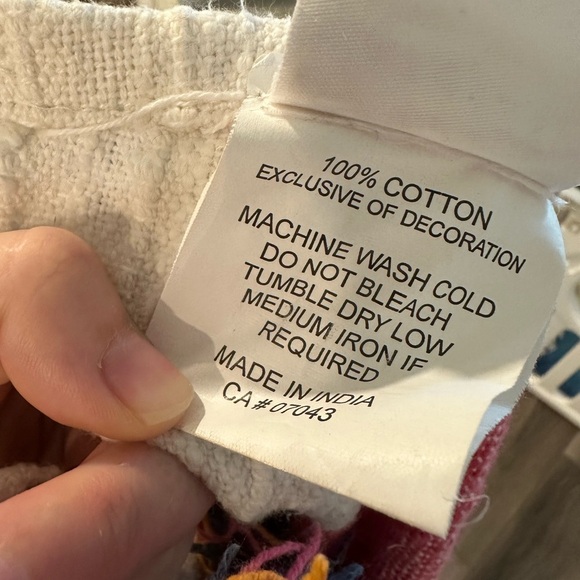 100% COTTON
EXCLUSIVE OF DECORATION
MACHINE WASH COLD
DO NOT BLEACH
TUMBLE DRY LOW
MEDIUM IRON IF
REQUIRED
MADE IN INDIA
CA# 07043